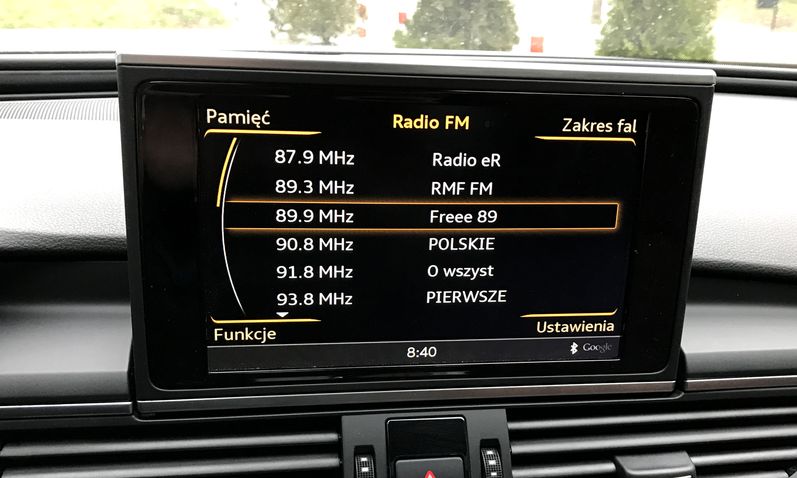 Pamięć Radio FM Zakres fal
87.9 MHz Radio eR
89.3 MHz RMF FM
89.9 MHz Freee 89
90.8 MHz POLSKIE
91.8 MHz O wszyst
93.8 MHz PIERWSZE
Funkcje Ustawienia
8:40 Google